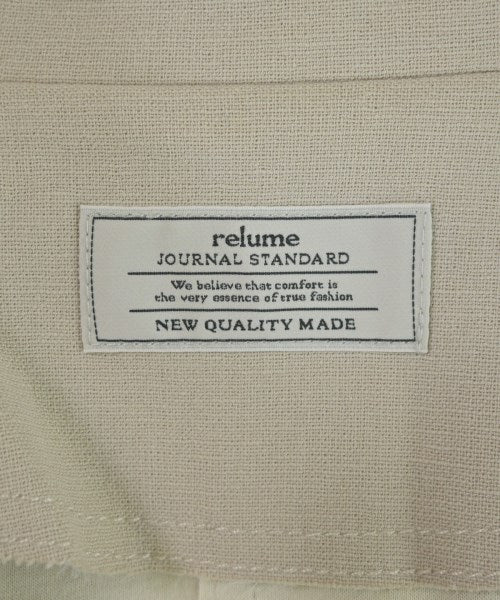 relume
JOURNAL STANDARD
We believe that comfort is
the very essence of true fashion
NEW QUALITY MADE